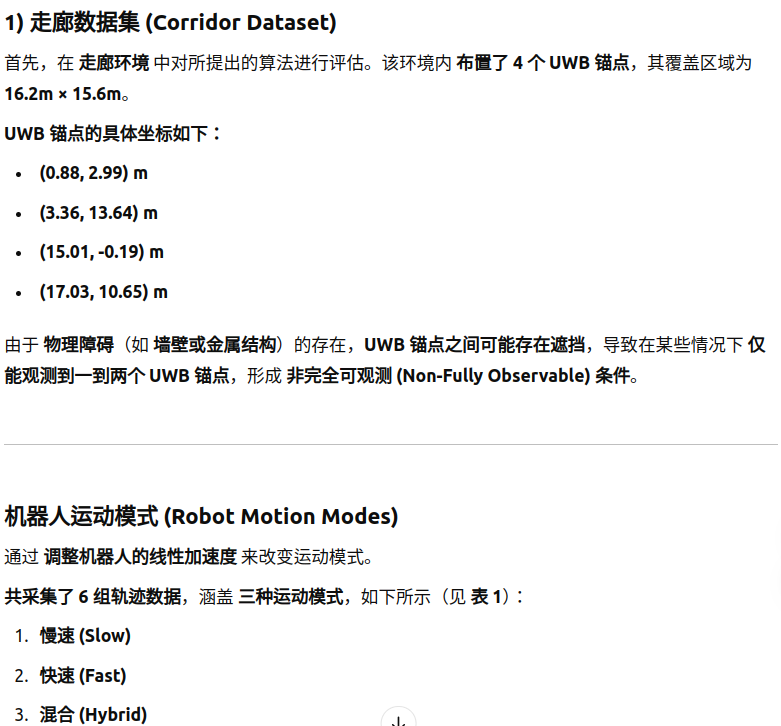 1) 走廊数据集 (Corridor Dataset)
首先，在 走廊环境 中对所提出的算法进行评估。该环境内 布置了 4 个 UWB 锚点，其覆盖区域为
16.2m × 15.6m。
UWB 锚点的具体坐标如下：
• (0.88, 2.99) m
• (3.36, 13.64) m
• (15.01, -0.19) m
• (17.03, 10.65) m
由于 物理障碍（如 墙壁或金属结构）的存在，UWB 锚点之间可能存在遮挡，导致在某些情况下 仅
能观测到一到两个 UWB 锚点，形成 非完全可观测 (Non-Fully Observable) 条件。
机器人运动模式 (Robot Motion Modes)
通过 调整机器人的线性加速度 来改变运动模式。
共采集了 6 组轨迹数据，涵盖 三种运动模式，如下所示（见 表 1）：
1. 慢速 (Slow)
2. 快速 (Fast)
3. 混合 (Hybrid)